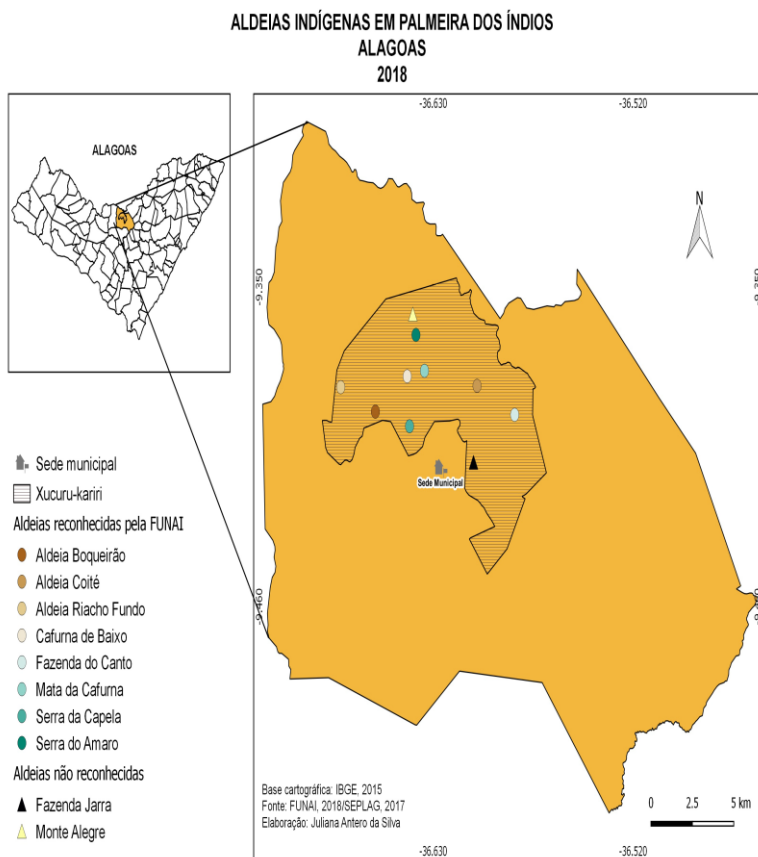 ALDEIAS INDÍGENAS EM PALMEIRA DOS ÍNDIOS
ALAGOAS
2018
ALAGOAS
-36.630
-36.520
N
-9.350
-9.350
Sede Municipal
Sede municipal
Xucuru-kariri
Aldeias reconhecidas pela FUNAI
Aldeia Boqueirão
Aldeia Coité
Aldeia Riacho Fundo
Cafurna de Baixo
Fazenda do Canto
Mata da Cafurna
Serra da Capela
Serra do Amaro
Aldeias não reconhecidas
Fazenda Jarra
Monte Alegre
-9.460
Base cartográfica: IBGE, 2015
Fonte: FUNAI, 2018/SEPLAG, 2017
Elaboração: Juliana Antero da Silva
0 2.5 5 km
-36.630
-36.520